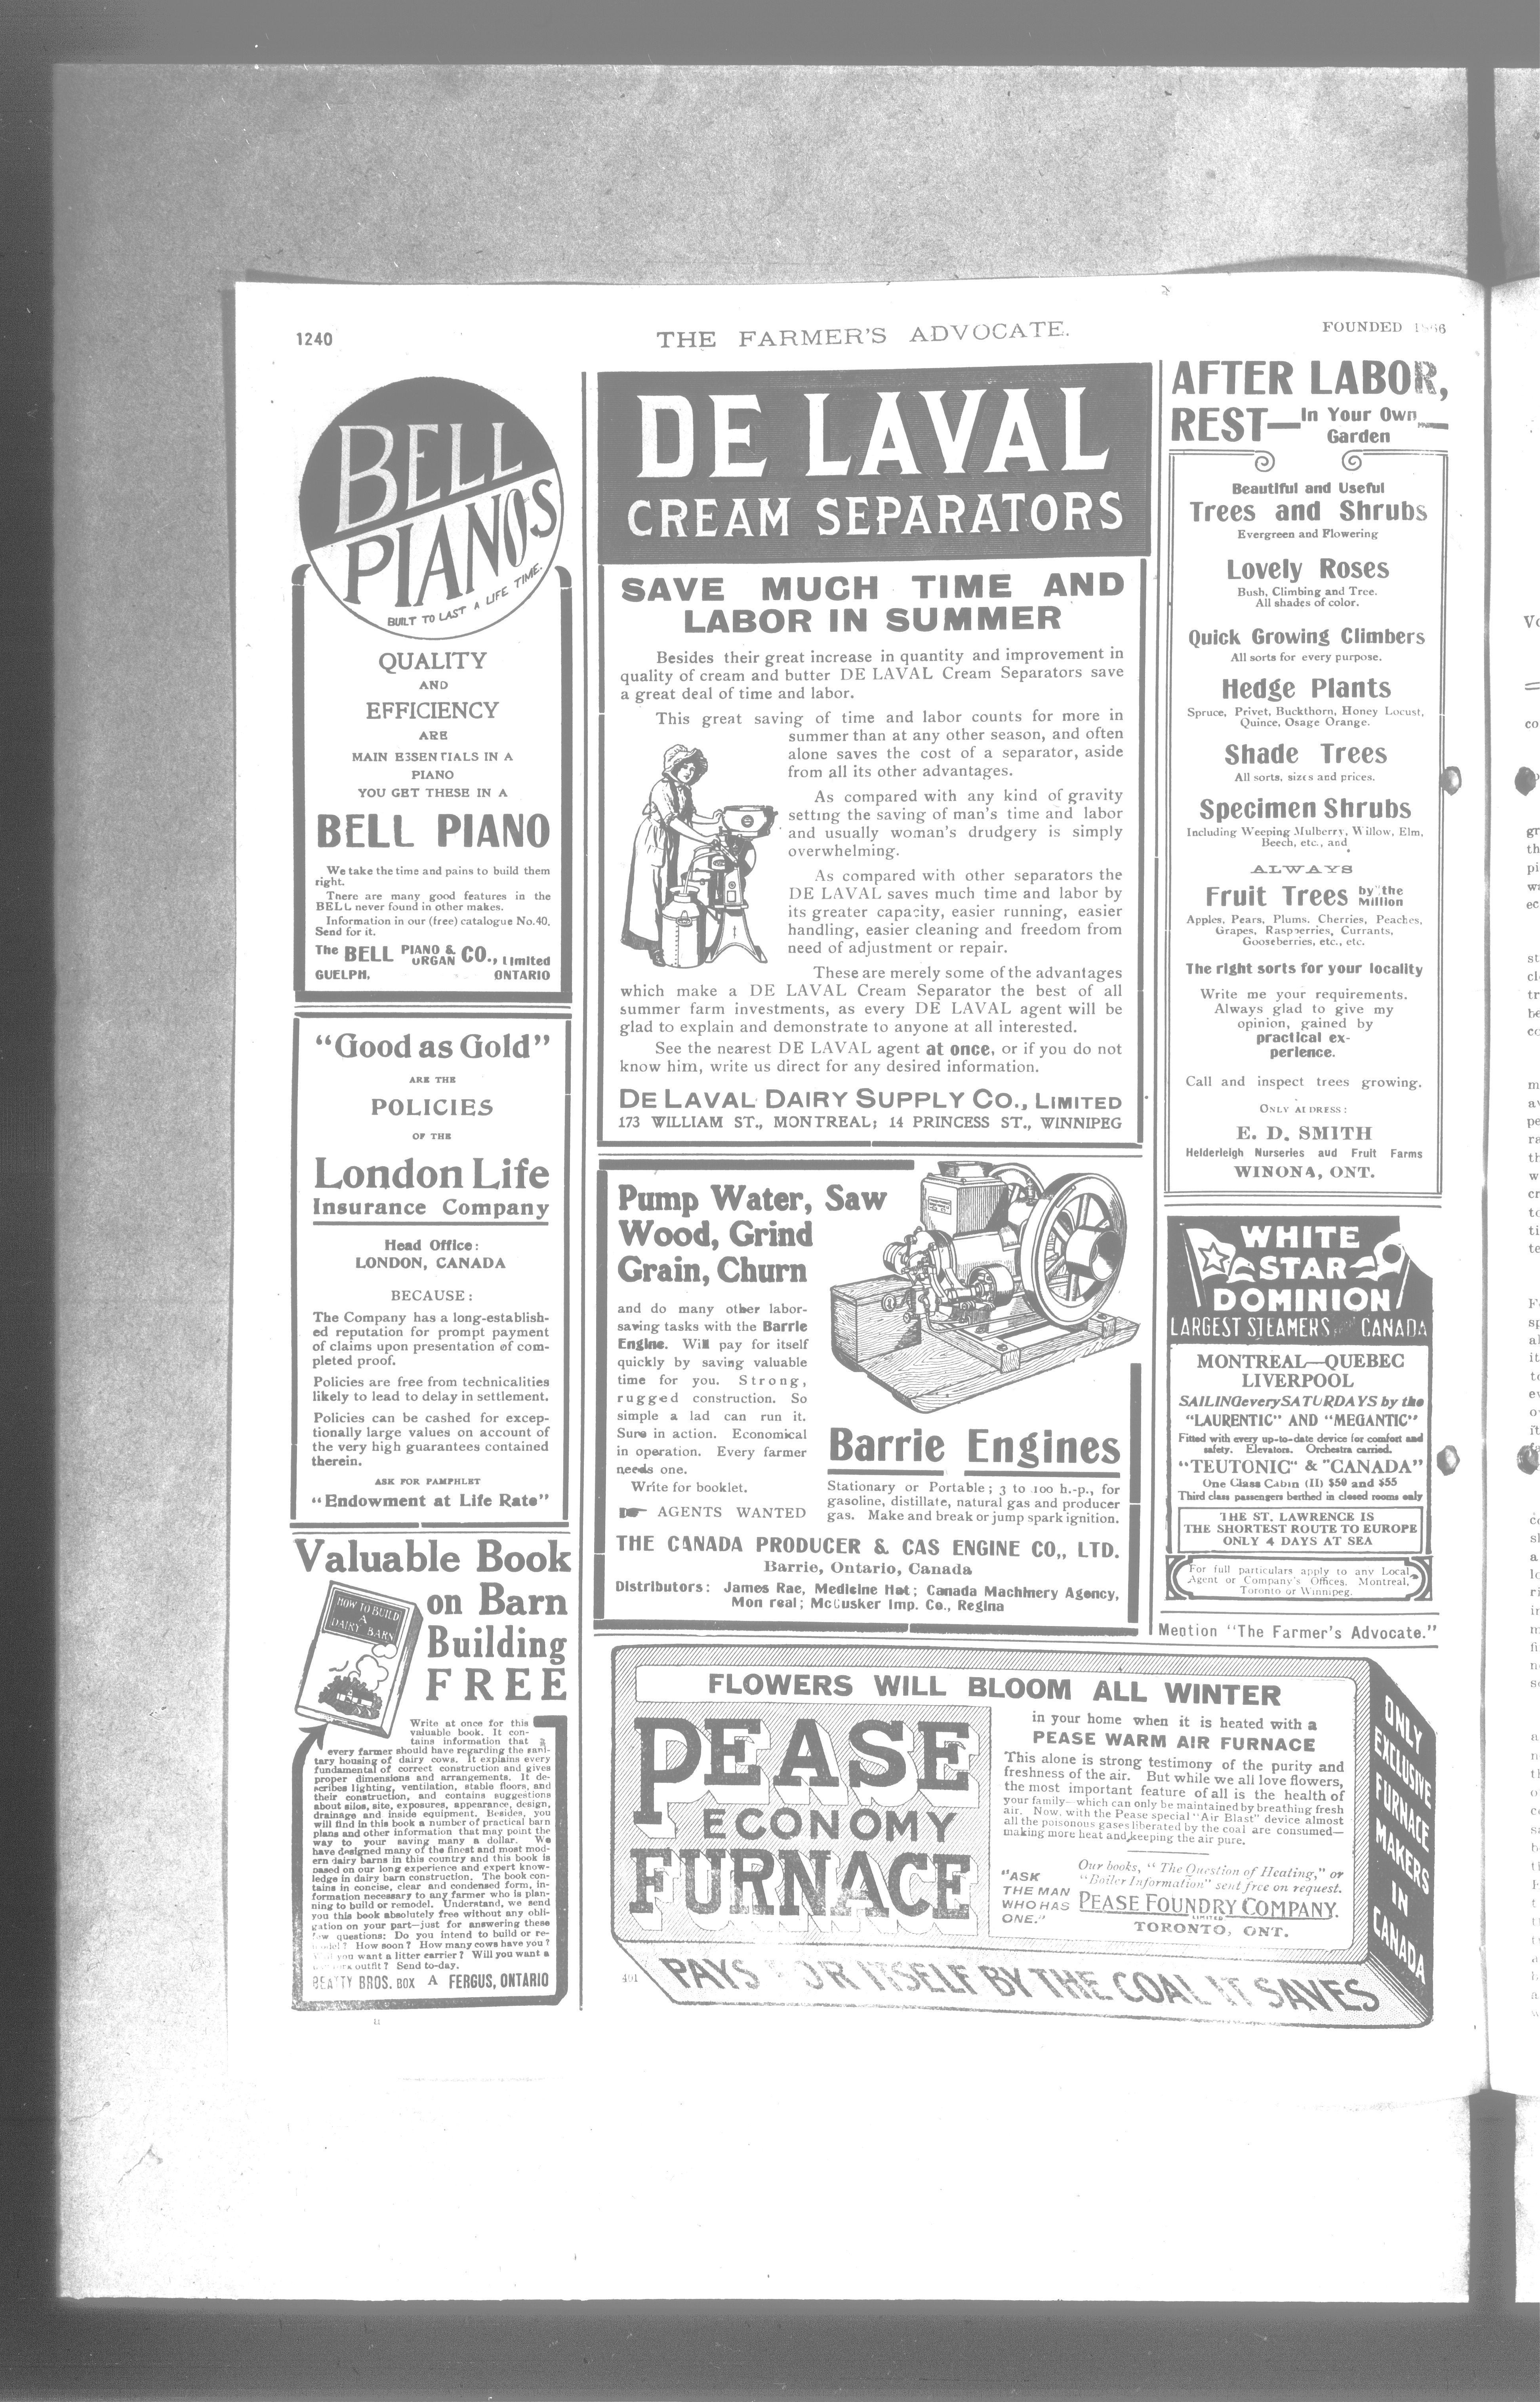 1240
THE FARMER'S ADVOCATE.
FOUNDED 1866
BELL
PIANOS
BUILT TO LAST A LIFE TIME.
QUALITY
AND
EFFICIENCY
ARE
MAIN ESSENTIALS IN A
PIANO
YOU GET THESE IN A
BELL PIANO
We take the time and pains to build them
right.
There are many good features in the
BELL never found in other makes.
Information in our (free) catalogue No.40.
Send for it.
The BELL PIANO & ORGAN CO., Limited
GUELPH, ONTARIO
"Good as Gold"
ARE THE
POLICIES
OF THE
London Life
Insurance Company
Head Office:
LONDON, CANADA
BECAUSE:
The Company has a long-establish-
ed reputation for prompt payment
of claims upon presentation of com-
pleted proof.
Policies are free from technicalities
likely to lead to delay in settlement.
Policies can be cashed for excep-
tionally large values on account of
the very high guarantees contained
therein.
ASK FOR PAMPHLET
"Endowment at Life Rate"
Valuable Book
on Barn
Building
FREE
HOW TO BUILD
A
DAIRY BARN
Write at once for this
valuable book. It con-
tains information that
every farmer should have regarding the sani-
tary housing of dairy cows. It explains every
fundamental of correct construction and gives
proper dimensions and arrangements. It de-
scribes lighting, ventilation, stable floors, and
their construction, and contains suggestions
about silos, site, exposures, appearance, design,
drainage and inside equipment. Besides, you
will find in this book a number of practical barn
plans and other information that may point the
way to your saving many a dollar. We
have designed many of the finest and most mod-
ern dairy barns in this country and this book is
based on our long experience and expert know-
ledge in dairy barn construction. The book con-
tains in concise, clear and condensed form, in-
formation necessary to any farmer who is plan-
ning to build or remodel. Understand, we send
you this book absolutely free without any obli-
gation on your part—just for answering these
few questions: Do you intend to build or re-
model? How soon? How many cows have you?
Will you want a litter carrier? Will you want a
outfit? Send to-day.
BEATTY BROS. BOX A FERGUS, ONTARIO
DE LAVAL
CREAM SEPARATORS
SAVE MUCH TIME AND
LABOR IN SUMMER
Besides their great increase in quantity and improvement in
quality of cream and butter DE LAVAL Cream Separators save
a great deal of time and labor.
This great saving of time and labor counts for more in
summer than at any other season, and often
alone saves the cost of a separator, aside
from all its other advantages.
As compared with any kind of gravity
setting the saving of man's time and labor
and usually woman's drudgery is simply
overwhelming.
As compared with other separators the
DE LAVAL saves much time and labor by
its greater capacity, easier running, easier
handling, easier cleaning and freedom from
need of adjustment or repair.
These are merely some of the advantages
which make a DE LAVAL Cream Separator the best of all
summer farm investments, as every DE LAVAL agent will be
glad to explain and demonstrate to anyone at all interested.
See the nearest DE LAVAL agent at once, or if you do not
know him, write us direct for any desired information.
DE LAVAL DAIRY SUPPLY CO., LIMITED
173 WILLIAM ST., MONTREAL; 14 PRINCESS ST., WINNIPEG
Pump Water, Saw
Wood, Grind
Grain, Churn
and do many other labor-
saving tasks with the Barrie
Engine. Will pay for itself
quickly by saving valuable
time for you. Strong,
rugged construction. So
simple a lad can run it.
Sure in action. Economical
in operation. Every farmer
needs one.
Write for booklet.
AGENTS WANTED
Barrie Engines
Stationary or Portable; 3 to 100 h.-p., for
gasoline, distillate, natural gas and producer
gas. Make and break or jump spark ignition.
THE CANADA PRODUCER & GAS ENGINE CO., LTD.
Barrie, Ontario, Canada
Distributors: James Rae, Medicine Hat; Canada Machinery Agency,
Mon real; McCusker Imp. Co., Regina
AFTER LABOR,
REST—In Your Own
Garden
Beautiful and Useful
Trees and Shrubs
Evergreen and Flowering
Lovely Roses
Bush, Climbing and Tree.
All shades of color.
Quick Growing Climbers
All sorts for every purpose.
Hedge Plants
Spruce, Privet, Buckthorn, Honey Locust,
Quince, Osage Orange.
Shade Trees
All sorts, sizes and prices.
Specimen Shrubs
Including Weeping Mulberry, Willow, Elm,
Beech, etc., and
ALWAYS
Fruit Trees by the Million
Apples, Pears, Plums, Cherries, Peaches,
Grapes, Raspberries, Currants,
Gooseberries, etc., etc.
The right sorts for your locality
Write me your requirements.
Always glad to give my
opinion, gained by
practical ex-
perience.
Call and inspect trees growing.
ONLY ADDRESS:
E. D. SMITH
Helderleigh Nurseries aud Fruit Farms
WINONA, ONT.
WHITE
STAR
DOMINION
LARGEST STEAMERS CANADA
MONTREAL—QUEBEC
LIVERPOOL
SAILING every SATURDAYS by the
"LAURENTIC" AND "MEGANTIC"
Fitted with every up-to-date device for comfort and
safety. Elevators. Orchestra carried.
"TEUTONIC" & "CANADA"
One Class Cabin (II) $50 and $55
Third class passengers berthed in closed rooms only
THE ST. LAWRENCE IS
THE SHORTEST ROUTE TO EUROPE
ONLY 4 DAYS AT SEA
For full particulars apply to any Local
Agent or Company's Offices, Montreal,
Toronto or Winnipeg.
Mention "The Farmer's Advocate."
FLOWERS WILL BLOOM ALL WINTER
PEASE
ECONOMY
FURNACE
in your home when it is heated with a
PEASE WARM AIR FURNACE
This alone is strong testimony of the purity and
freshness of the air. But while we all love flowers,
the most important feature of all is the health of
your family—which can only be maintained by breathing fresh
air. Now, with the Pease special "Air Blast" device almost
all the poisonous gases liberated by the coal are consumed—
making more heat and keeping the air pure.
"ASK
THE MAN
WHO HAS
ONE."
Our books, "The Question of Heating," or
"Boiler Information" sent free on request.
PEASE FOUNDRY COMPANY.
LIMITED
TORONTO, ONT.
ONLY
EXCLUSIVE
FURNACE
MAKERS
IN
CANADA
401
PAYS FOR ITSELF BY THE COAL IT SAVES